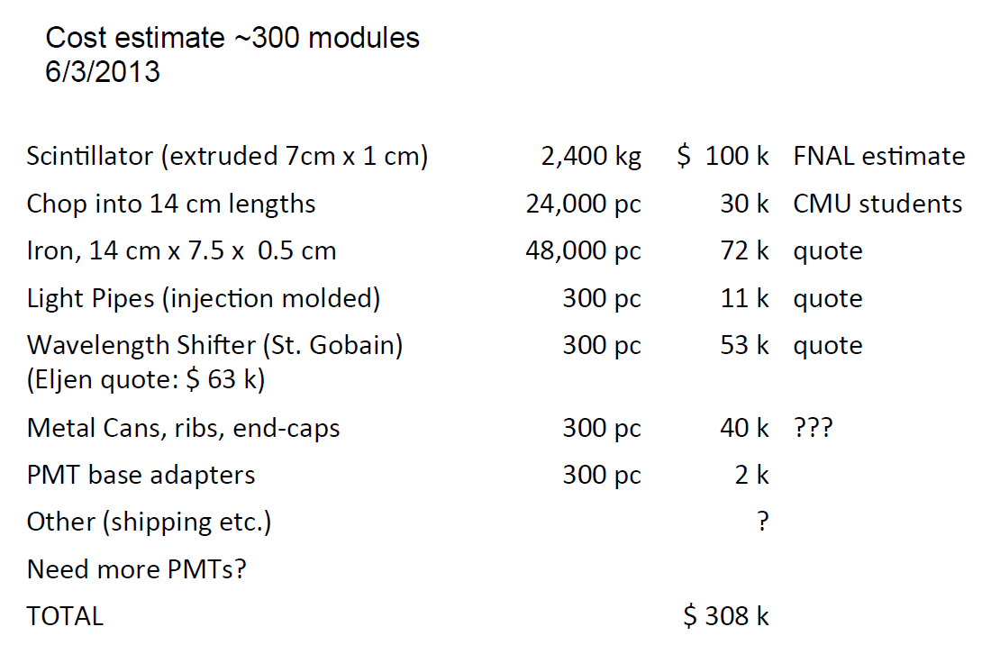 Cost estimate ~300 modules
6/3/2013
Scintillator (extruded 7cm x 1 cm) 2,400 kg $ 100 k FNAL estimate
Chop into 14 cm lengths 24,000 pc 30 k CMU students
Iron, 14 cm x 7.5 x 0.5 cm 48,000 pc 72 k quote
Light Pipes (injection molded) 300 pc 11 k quote
Wavelength Shifter (St. Gobain) 300 pc 53 k quote
(Eljen quote: $ 63 k)
Metal Cans, ribs, end-caps 300 pc 40 k ???
PMT base adapters 300 pc 2 k
Other (shipping etc.) ?
Need more PMTs?
TOTAL $ 308 k